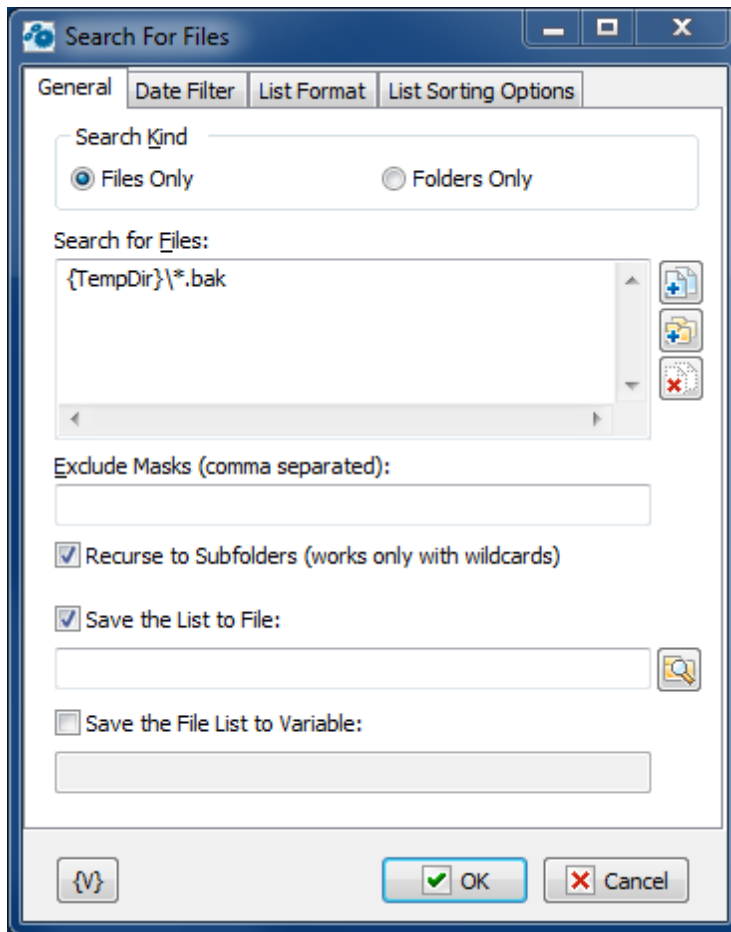 Search For Files
General Date Filter List Format List Sorting Options
Search Kind
Files Only Folders Only
Search for Files:
{TempDir}\*.bak
Exclude Masks (comma separated):
Recurse to Subfolders (works only with wildcards)
Save the List to File:
Save the File List to Variable:
{V} OK Cancel